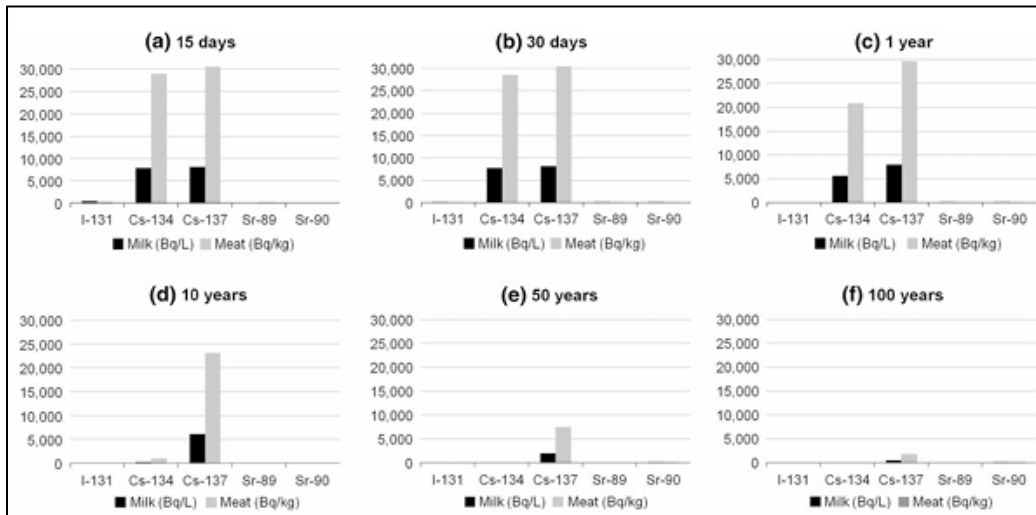 (a) 15 days
30,000
25,000
20,000
15,000
10,000
5,000
0
I-131 Cs-134 Cs-137 Sr-89 Sr-90
Milk (Bq/L) Meat (Bq/kg)
(b) 30 days
30,000
25,000
20,000
15,000
10,000
5,000
0
I-131 Cs-134 Cs-137 Sr-89 Sr-90
Milk (Bq/L) Meat (Bq/kg)
(c) 1 year
30,000
25,000
20,000
15,000
10,000
5,000
0
I-131 Cs-134 Cs-137 Sr-89 Sr-90
Milk (Bq/L) Meat (Bq/kg)
(d) 10 years
30,000
25,000
20,000
15,000
10,000
5,000
0
I-131 Cs-134 Cs-137 Sr-89 Sr-90
Milk (Bq/L) Meat (Bq/kg)
(e) 50 years
30,000
25,000
20,000
15,000
10,000
5,000
0
I-131 Cs-134 Cs-137 Sr-89 Sr-90
Milk (Bq/L) Meat (Bq/kg)
(f) 100 years
30,000
25,000
20,000
15,000
10,000
5,000
0
I-131 Cs-134 Cs-137 Sr-89 Sr-90
Milk (Bq/L) Meat (Bq/kg)